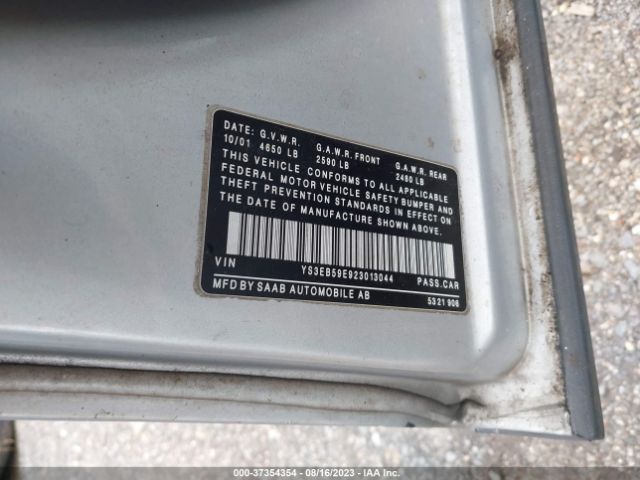 DATE: G.V.W.R. G.A.W.R. FRONT G.A.W.R. REAR
10/01 4650 LB 2590 LB 2460 LB
THIS VEHICLE CONFORMS TO ALL APPLICABLE
FEDERAL MOTOR VEHICLE SAFETY BUMPER AND
THEFT PREVENTION STANDARDS IN EFFECT ON
THE DATE OF MANUFACTURE SHOWN ABOVE.
VIN YS3EB59E923013044 PASS.CAR
MFD BY SAAB AUTOMOBILE AB 5321 906
000-37354354 - 08/16/2023 - IAA Inc.